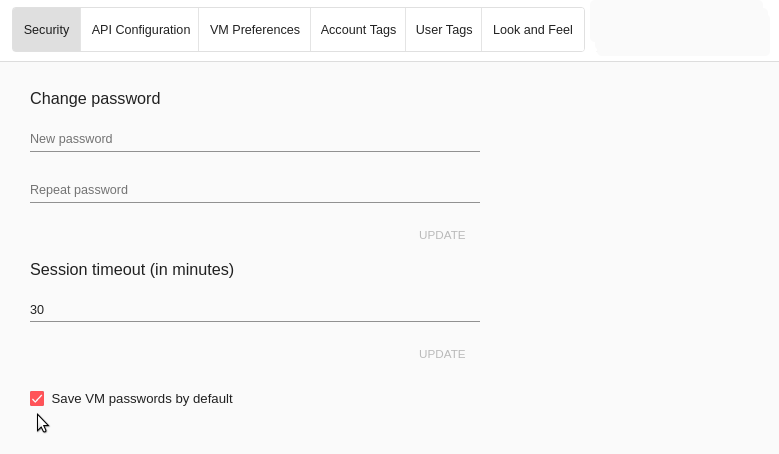 Security API Configuration VM Preferences Account Tags User Tags Look and Feel
Change password
New password
Repeat password
UPDATE
Session timeout (in minutes)
30
UPDATE
Save VM passwords by default